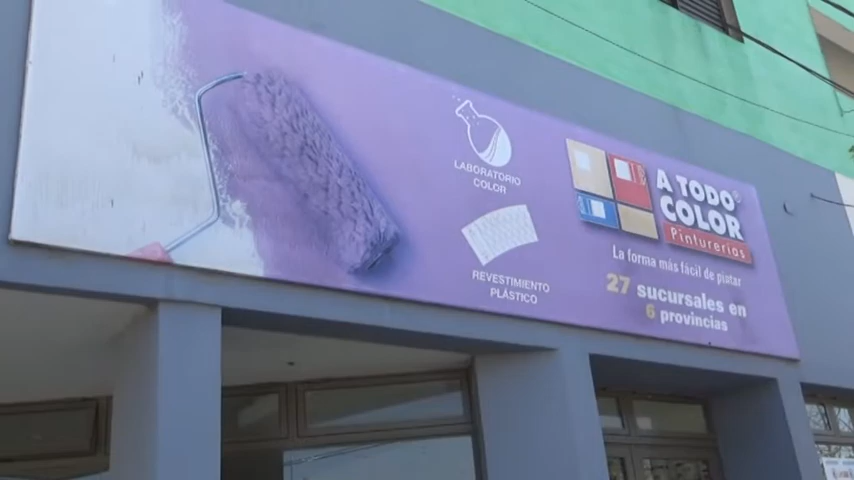 LABORATORIO
COLOR
REVESTIMIENTO
PLÁSTICO
A TODO®
COLOR
Pinturerías
La forma más fácil de pintar
27 sucursales en
6 provincias